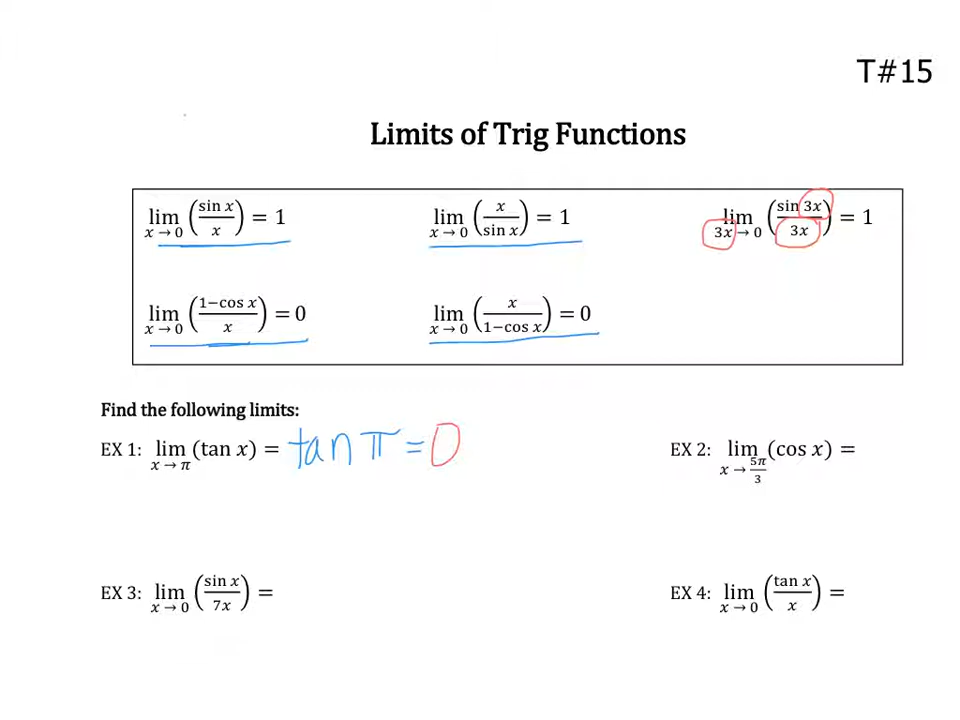 T#15
Limits of Trig Functions
lim x→0 (sin x / x) = 1
lim x→0 (x / sin x) = 1
lim 3x→0 (sin 3x / 3x) = 1
lim x→0 (1−cos x / x) = 0
lim x→0 (x / 1−cos x) = 0
Find the following limits:
EX 1: lim x→π (tan x) = tan π = 0
EX 2: lim x→5π/3 (cos x) =
EX 3: lim x→0 (sin x / 7x) =
EX 4: lim x→0 (tan x / x) =